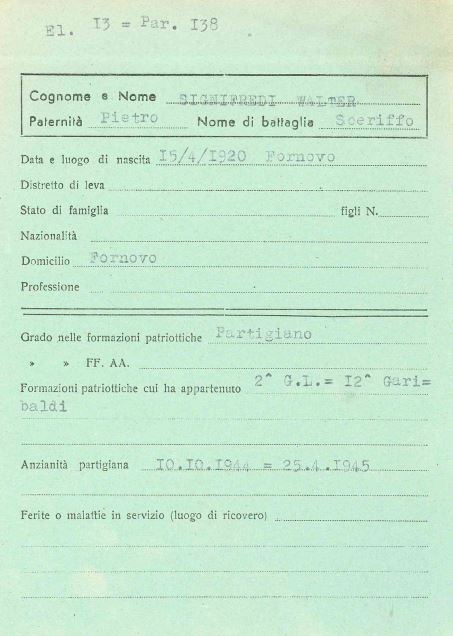 El. I3 = Par. I38
Cognome e Nome SIGNIFREDI WALTER
Paternità Pietro Nome di battaglia Sceriffo
Data e luogo di nascita I5/4/I920 Fornovo
Distretto di leva
Stato di famiglia figli N.
Nazionalità
Domicilio Fornovo
Professione
Grado nelle formazioni patriottiche Partigiano
» » FF. AA.
Formazioni patriottiche cui ha appartenuto 2^ G.L.= I2^ Gari=
baldi
Anzianità partigiana I0.I0.I944 = 25.4.I945
Ferite o malattie in servizio (luogo di ricovero)